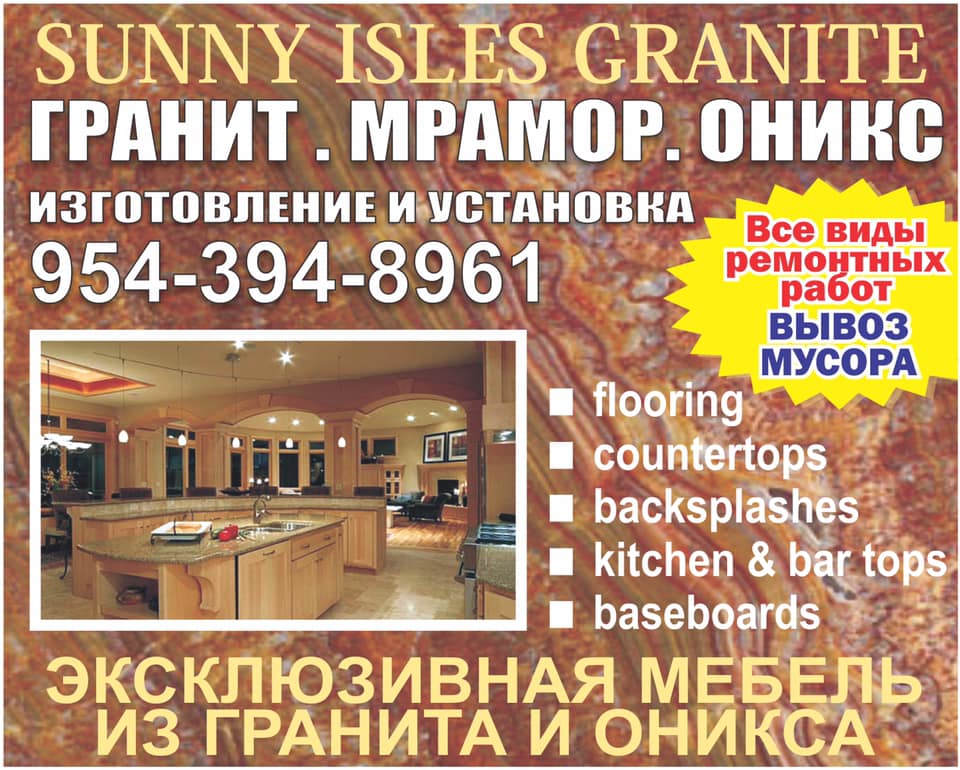 SUNNY ISLES GRANITE
ГРАНИТ . МРАМОР. ОНИКС
ИЗГОТОВЛЕНИЕ И УСТАНОВКА
954-394-8961
Все виды
ремонтных
работ
ВЫВОЗ
МУСОРА
flooring
countertops
backsplashes
kitchen & bar tops
baseboards
ЭКСКЛЮЗИВНАЯ МЕБЕЛЬ
ИЗ ГРАНИТА И ОНИКСА